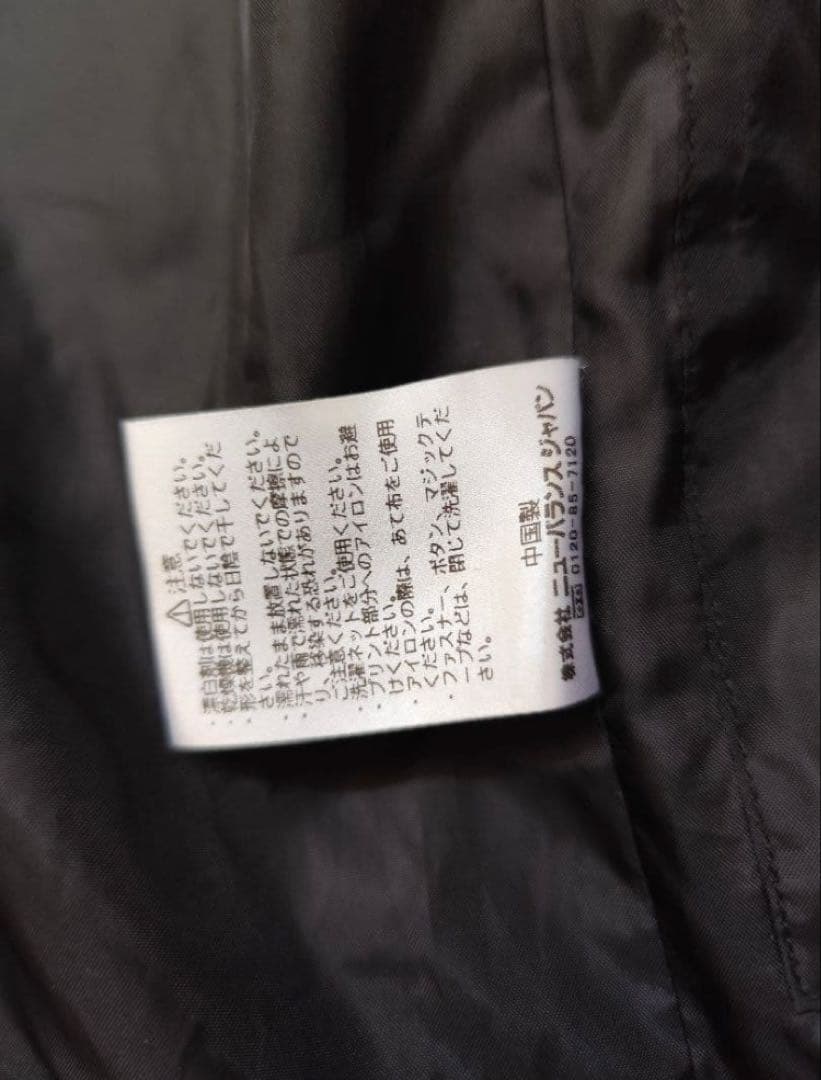 ⚠ 注意
・漂白剤は使用しないでください。
・乾燥機は使用しないでください。
・形を整えてから日陰で干してくだ
さい。
・濡れたまま放置しないでください。
・汗や雨で濡れた状態での摩擦によ
り、移染する恐れがありますので
ご注意ください。
・洗濯ネットをご使用ください。
・プリント部分へのアイロンはお避
けください。
・アイロンの際は、あて布をご使用
ください。
・ファスナー、ボタン、マジックテ
ープなどは、閉じて洗濯してくだ
さい。
中国製
株式会社 ニューバランス ジャパン
0120-85-7120